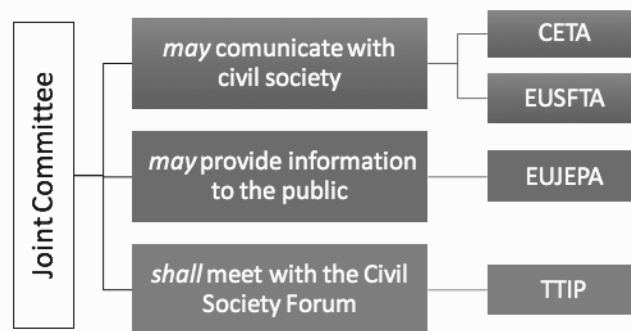 Joint Committee
may comunicate with
civil society
CETA
EUSFTA
may provide information
to the public
EUJEPA
shall meet with the Civil
Society Forum
TTIP